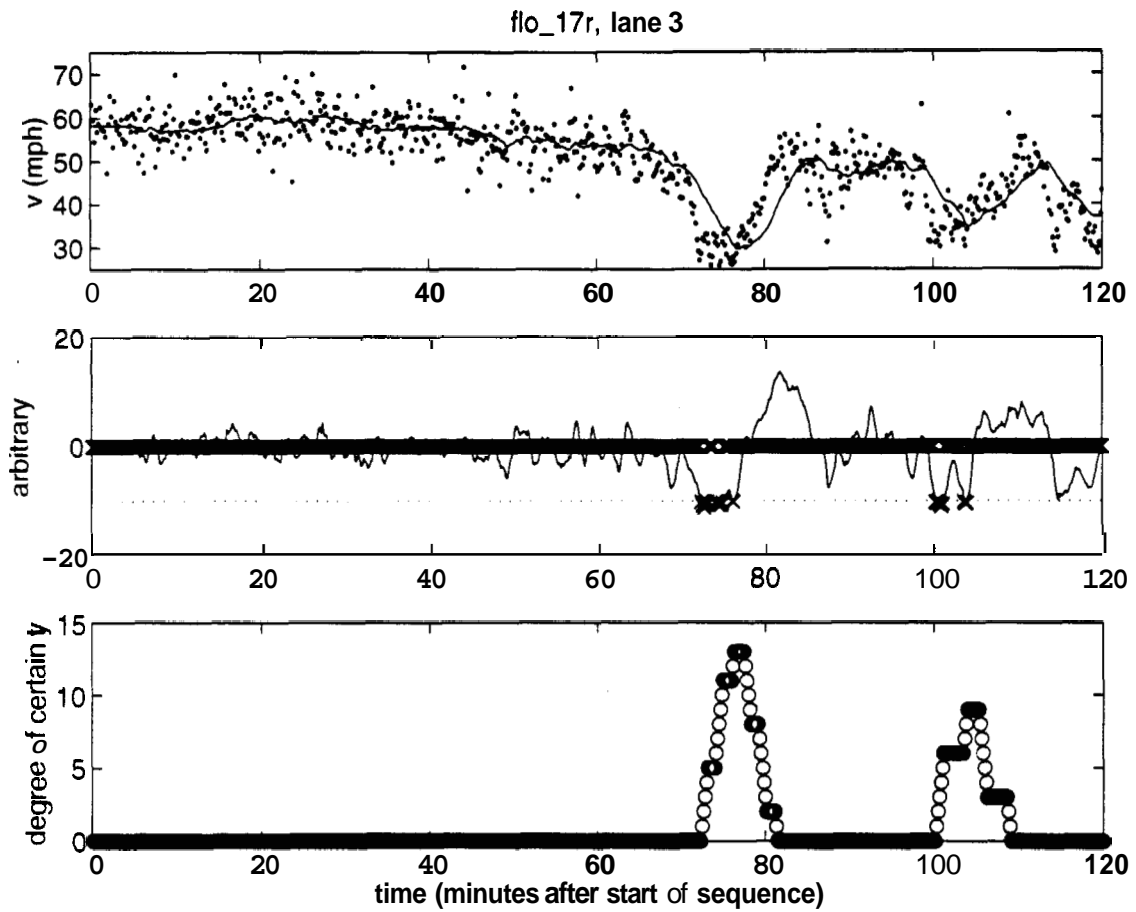 flo_17r, lane 3
v (mph)
70
60
50
40
30
0 20 40 60 80 100 120
arbitrary
20
0
−20
0 20 40 60 80 100 120
degree of certainty
15
10
5
0
0 20 40 60 80 100 120
time (minutes after start of sequence)